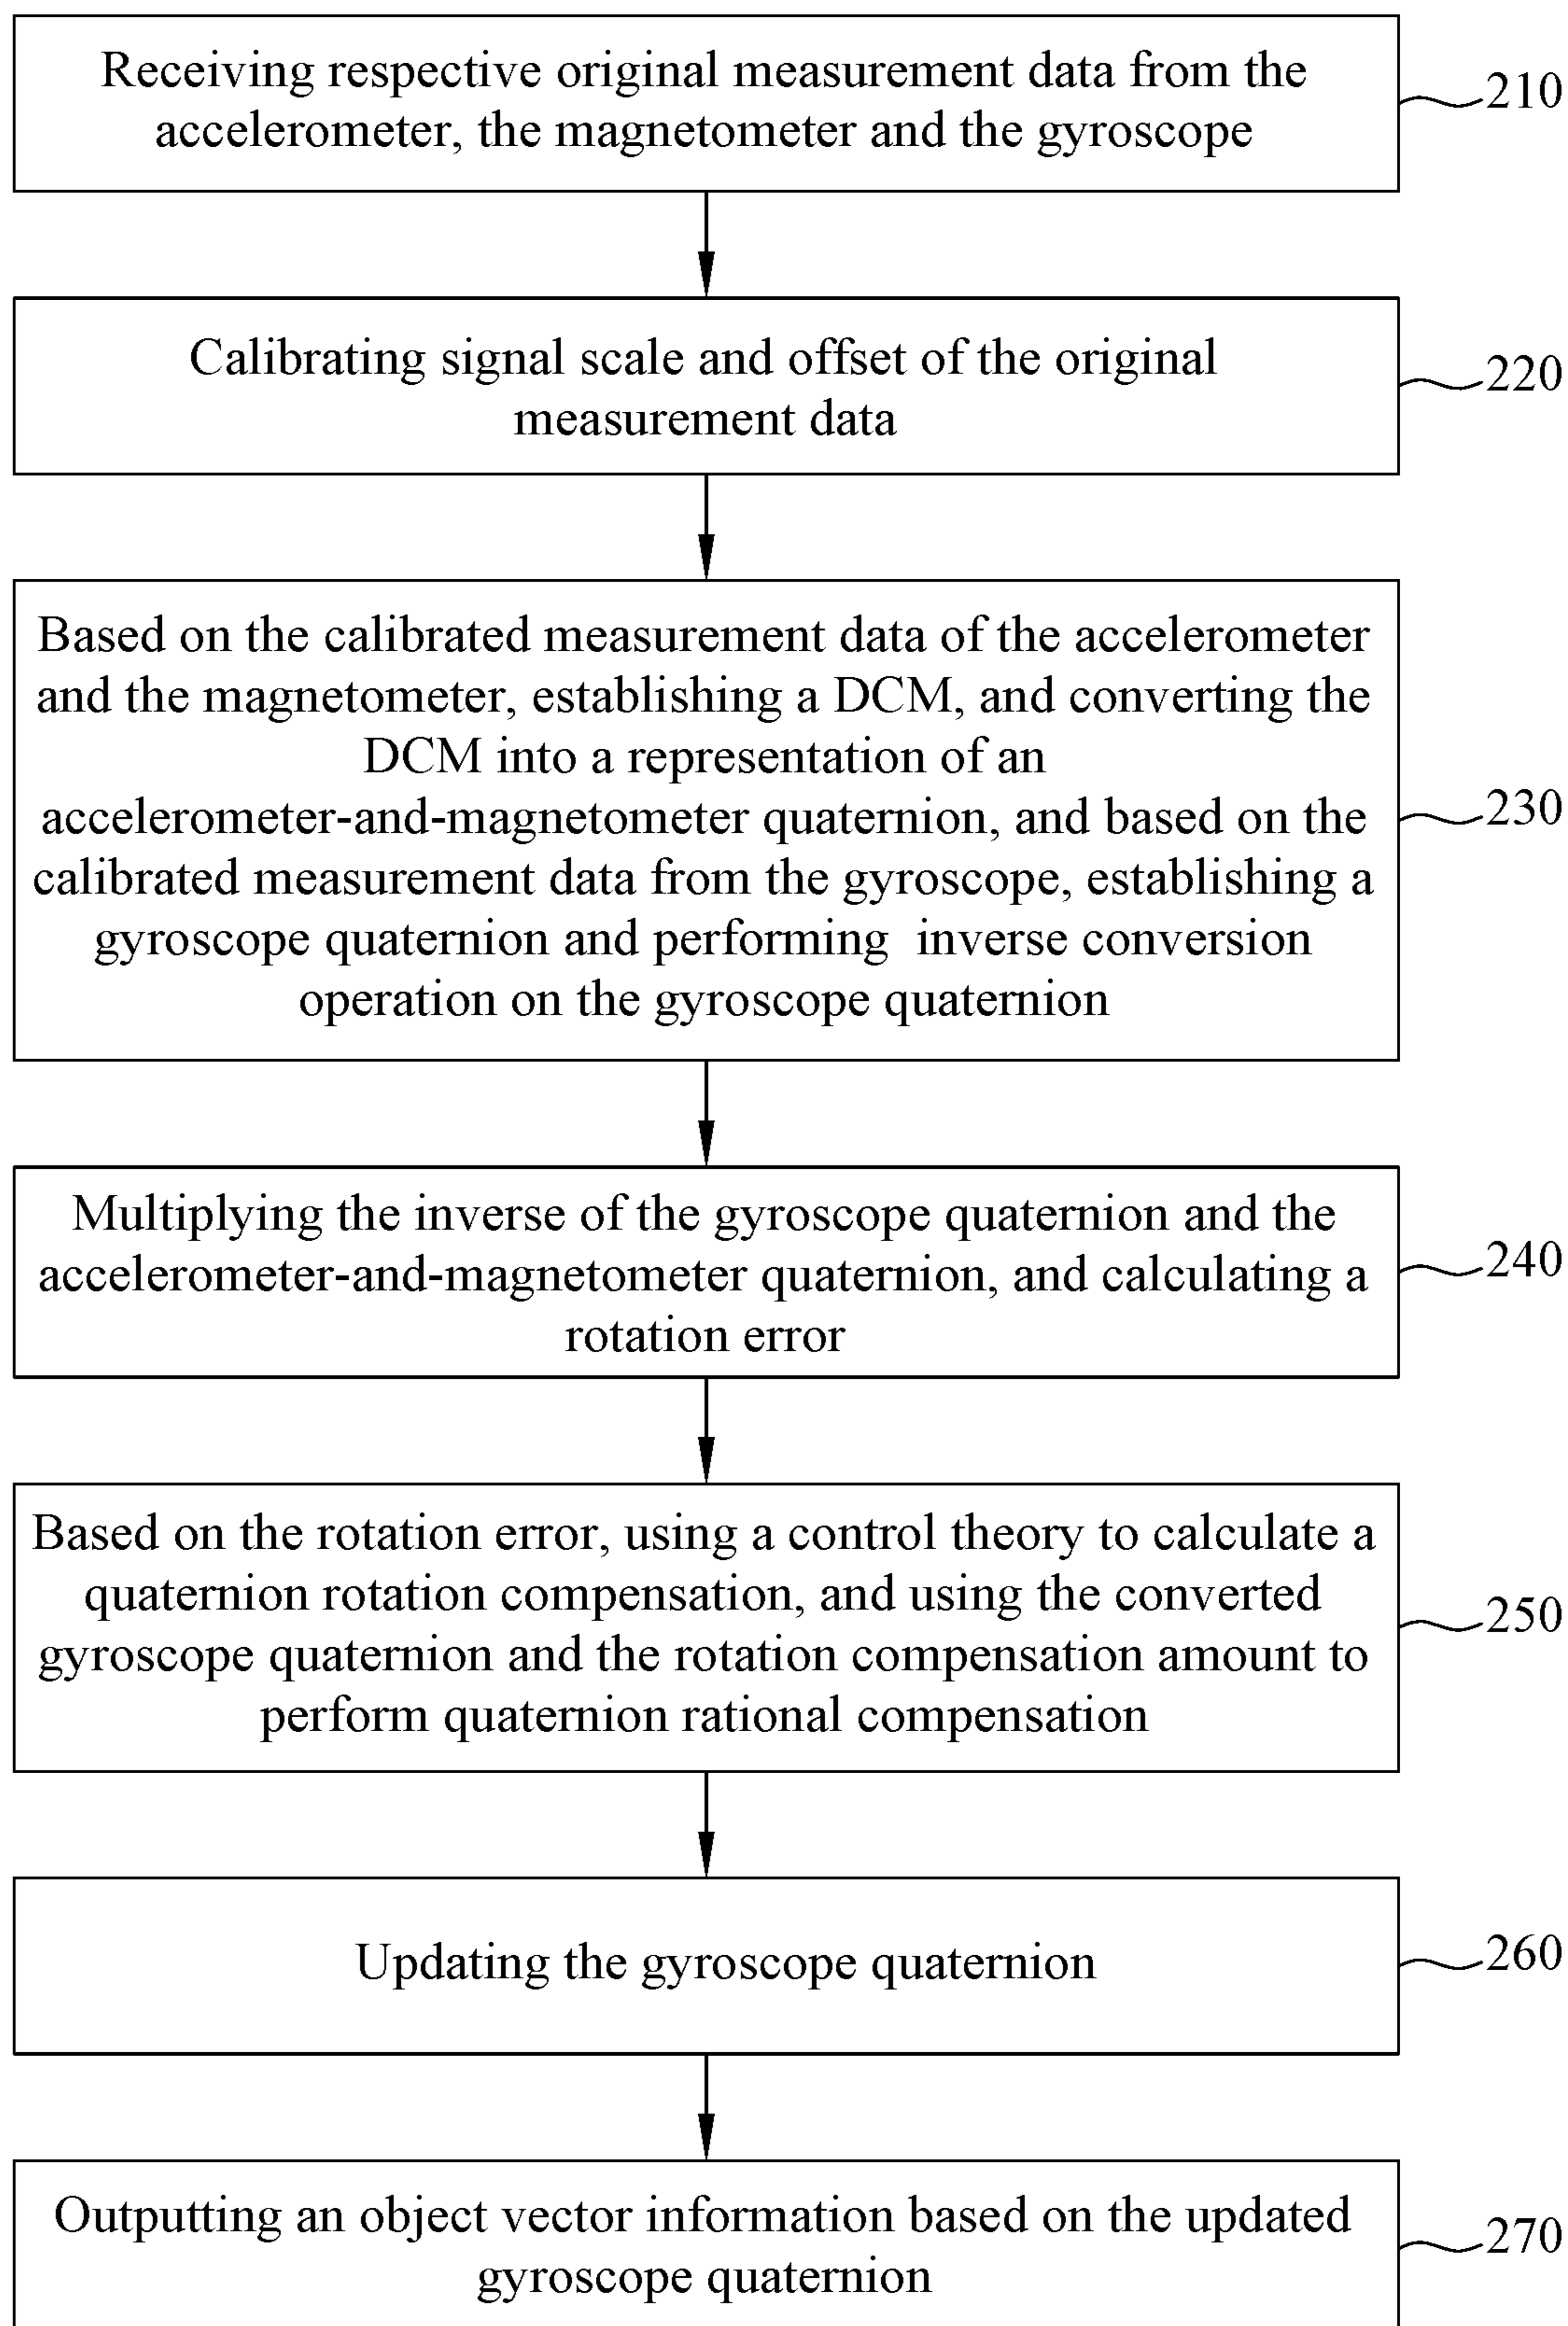 Receiving respective original measurement data from the
accelerometer, the magnetometer and the gyroscope
210
Calibrating signal scale and offset of the original
measurement data
220
Based on the calibrated measurement data of the accelerometer
and the magnetometer, establishing a DCM, and converting the
DCM into a representation of an
accelerometer-and-magnetometer quaternion, and based on the
calibrated measurement data from the gyroscope, establishing a
gyroscope quaternion and performing  inverse conversion
operation on the gyroscope quaternion
230
Multiplying the inverse of the gyroscope quaternion and the
accelerometer-and-magnetometer quaternion, and calculating a
rotation error
240
Based on the rotation error, using a control theory to calculate a
quaternion rotation compensation, and using the converted
gyroscope quaternion and the rotation compensation amount to
perform quaternion rational compensation
250
Updating the gyroscope quaternion
260
Outputting an object vector information based on the updated
gyroscope quaternion
270